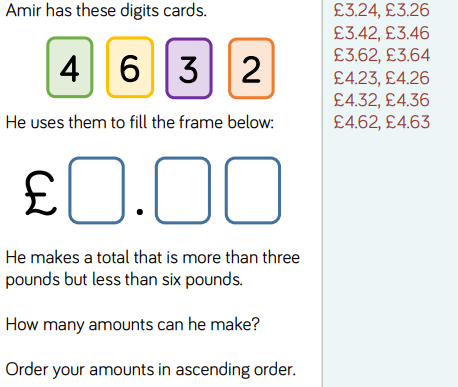 Amir has these digits cards.
4 6 3 2
He uses them to fill the frame below:
£ .
He makes a total that is more than three
pounds but less than six pounds.
How many amounts can he make?
Order your amounts in ascending order.
£3.24, £3.26
£3.42, £3.46
£3.62, £3.64
£4.23, £4.26
£4.32, £4.36
£4.62, £4.63